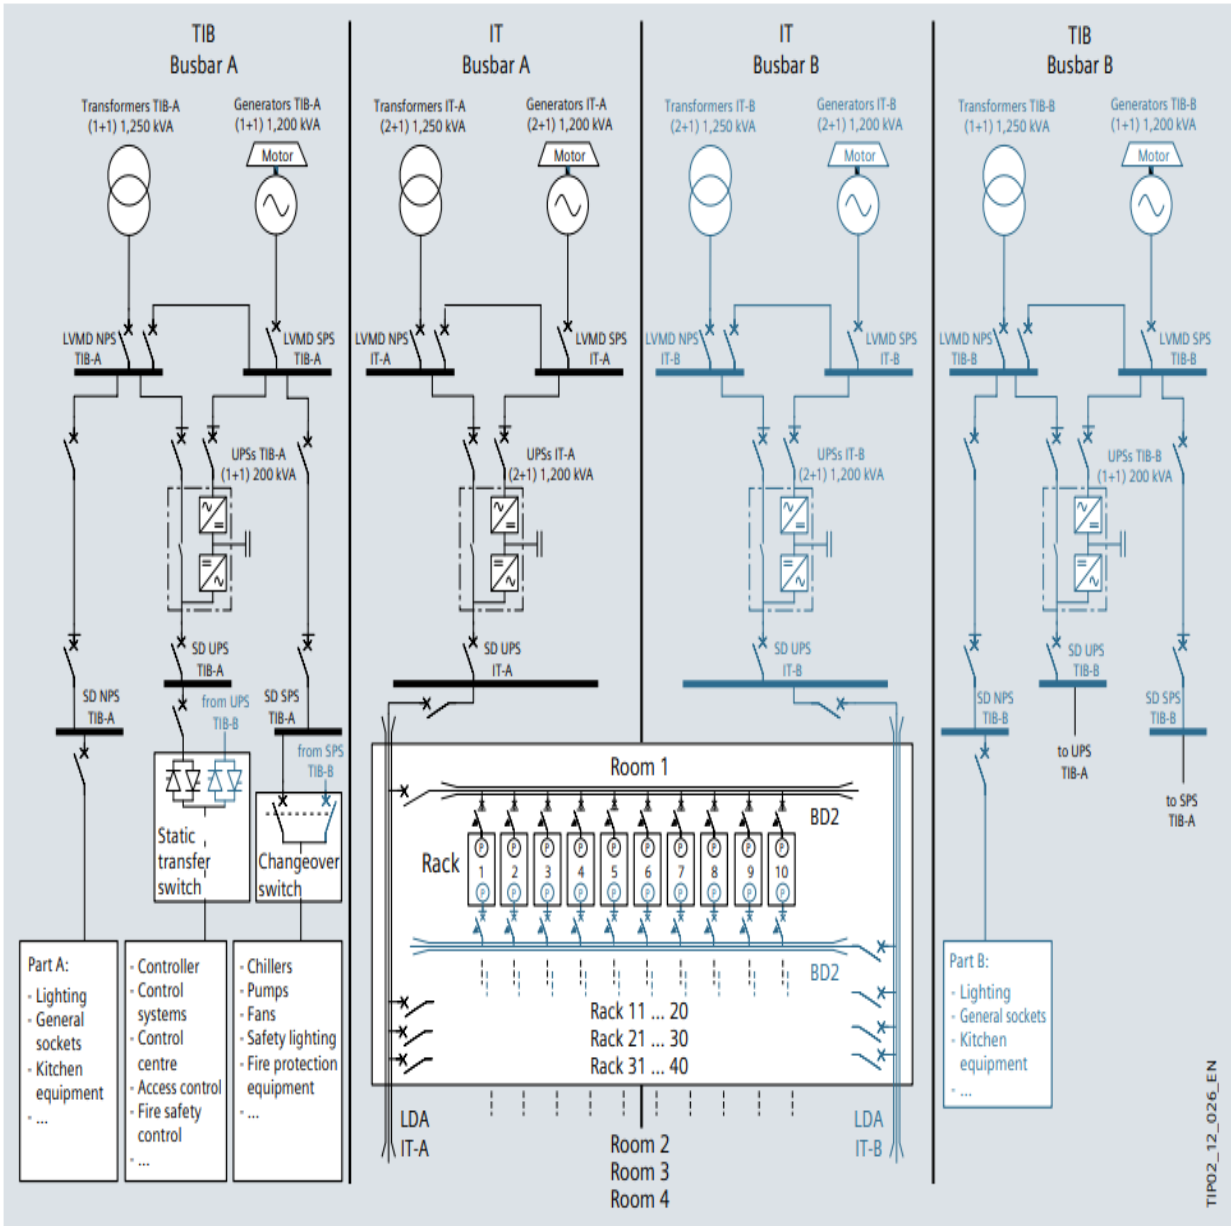 TIB
Busbar A
IT
Busbar A
IT
Busbar B
TIB
Busbar B
Transformers TIB-A
(1+1) 1,250 kVA
Generators TIB-A
(1+1) 1,200 kVA
Transformers IT-A
(2+1) 1,250 kVA
Generators IT-A
(2+1) 1,200 kVA
Transformers IT-B
(2+1) 1,250 kVA
Generators IT-B
(2+1) 1,200 kVA
Transformers TIB-B
(1+1) 1,250 kVA
Generators TIB-B
(1+1) 1,200 kVA
Motor
Motor
Motor
Motor
LVMD NPS
TIB-A
LVMD SPS
TIB-A
LVMD NPS
IT-A
LVMD SPS
IT-A
LVMD NPS
IT-B
LVMD SPS
IT-B
LVMD NPS
TIB-B
LVMD SPS
TIB-B
UPSs TIB-A
(1+1) 200 kVA
UPSs IT-A
(2+1) 1,200 kVA
UPSs IT-B
(2+1) 1,200 kVA
UPSs TIB-B
(1+1) 200 kVA
SD UPS
TIB-A
SD UPS
IT-A
SD UPS
IT-B
SD UPS
TIB-B
SD NPS
TIB-A
from UPS
TIB-B
SD SPS
TIB-A
from SPS
TIB-B
SD NPS
TIB-B
to UPS
TIB-A
SD SPS
TIB-B
to SPS
TIB-A
Static
transfer
switch
Changeover
switch
Room 1
BD2
Rack
P P P P P P P P P P
1 2 3 4 5 6 7 8 9 10
P P P P P P P P P P
BD2
Rack 11 ... 20
Rack 21 ... 30
Rack 31 ... 40
LDA
IT-A
LDA
IT-B
Room 2
Room 3
Room 4
Part A:
- Lighting
- General
sockets
- Kitchen
equipment
- ...
- Controller
- Control
systems
- Control
centre
- Access control
- Fire safety
control
- ...
- Chillers
- Pumps
- Fans
- Safety lighting
- Fire protection
equipment
- ...
Part B:
- Lighting
- General sockets
- Kitchen
equipment
- ...
TIP02_12_026_EN